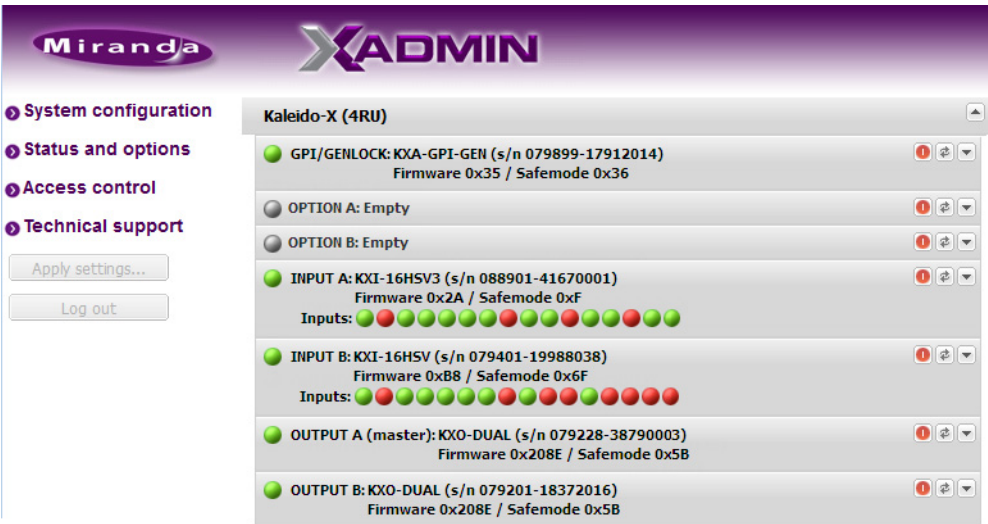 Miranda
XADMIN
System configuration
Status and options
Access control
Technical support
Apply settings...
Log out
Kaleido-X (4RU)
GPI/GENLOCK: KXA-GPI-GEN (s/n 079899-17912014)
Firmware 0x35 / Safemode 0x36
OPTION A: Empty
OPTION B: Empty
INPUT A: KXI-16HSV3 (s/n 088901-41670001)
Firmware 0x2A / Safemode 0xF
Inputs:
INPUT B: KXI-16HSV (s/n 079401-19988038)
Firmware 0xB8 / Safemode 0x6F
Inputs:
OUTPUT A (master): KXO-DUAL (s/n 079228-38790003)
Firmware 0x208E / Safemode 0x5B
OUTPUT B: KXO-DUAL (s/n 079201-18372016)
Firmware 0x208E / Safemode 0x5B